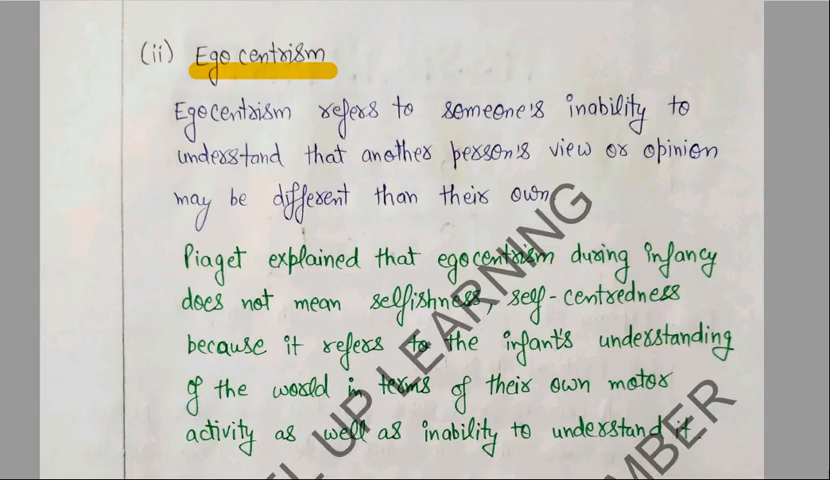 (ii) Ego centrism
Egocentrism refers to someone's inability to
understand that another person's view or opinion
may be different than their own
Piaget explained that egocentrism during infancy
does not mean selfishness, self-centredness
because it refers to the infant's understanding
of the world in terms of their own motor
activity as well as inability to understand it.
UP LEARNING
MBER